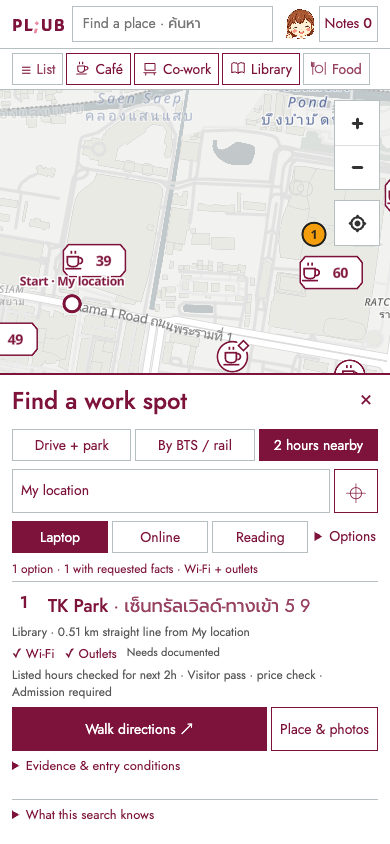 PL;UB
Find a place · ค้นหา
Notes 0
≡ List
Café
Co-work
Library
Food
Saen Saep
คลองแสนแสบ
Pond
+
−
1
39
60
Start · My location
SIAM
สยาม
Rama I Road ถนนพระรามที่ 1
RATC
49
Find a work spot
×
Drive + park
By BTS / rail
2 hours nearby
My location
Laptop
Online
Reading
▶ Options
1 option · 1 with requested facts · Wi-Fi + outlets
1 TK Park · เซ็นทรัลเวิลด์-ทางเข้า 5 9
Library · 0.51 km straight line from My location
✓ Wi-Fi ✓ Outlets Needs documented
Listed hours checked for next 2h · Visitor pass · price check ·
Admission required
Walk directions ↗
Place & photos
▶ Evidence & entry conditions
▶ What this search knows